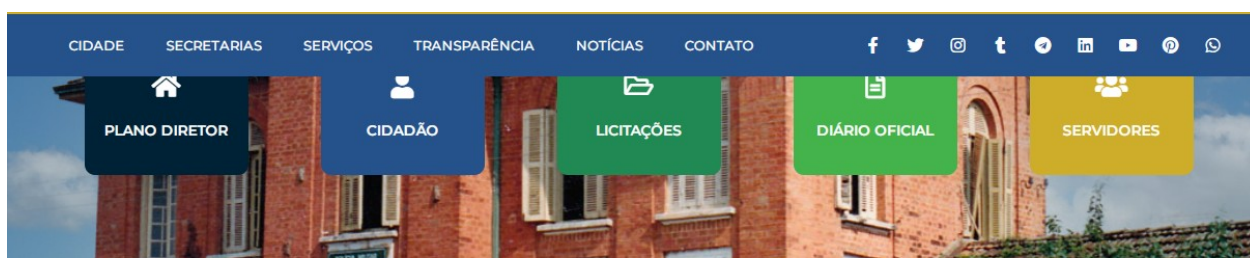 CIDADE SECRETARIAS SERVIÇOS TRANSPARÊNCIA NOTÍCIAS CONTATO
PLANO DIRETOR CIDADÃO LICITAÇÕES DIÁRIO OFICIAL SERVIDORES